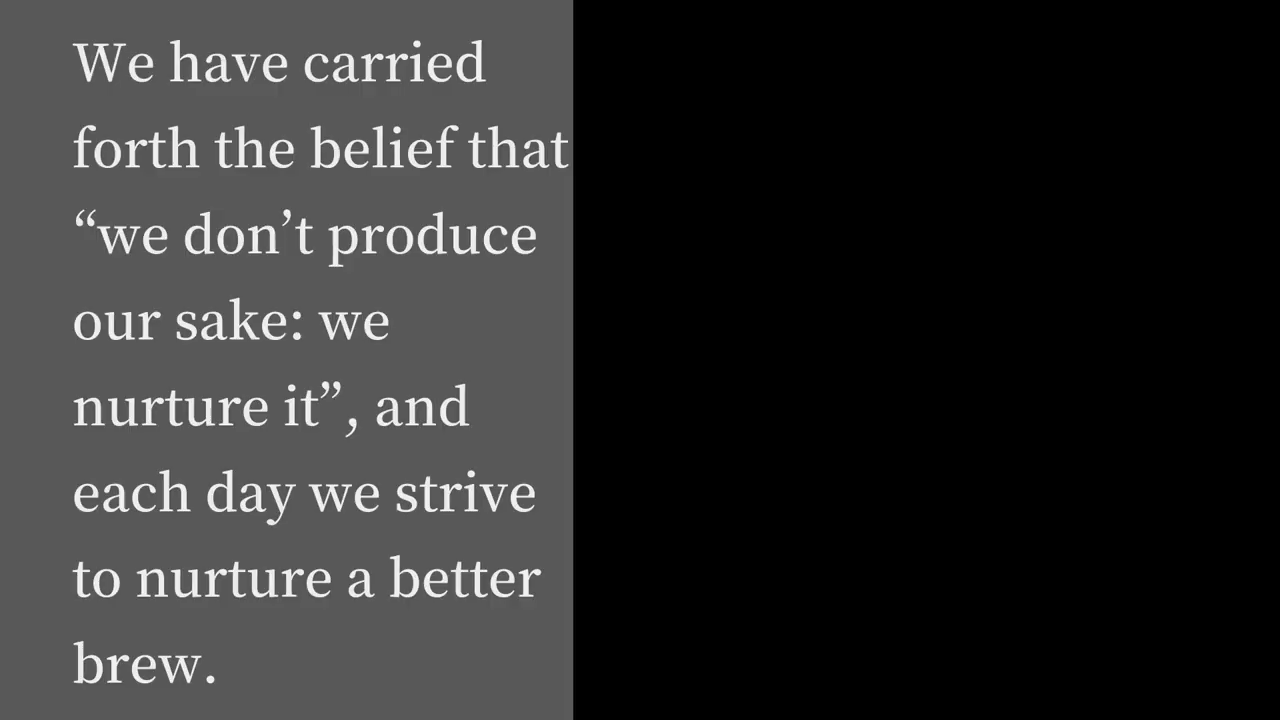 We have carried
forth the belief that
“we don’t produce
our sake: we
nurture it”, and
each day we strive
to nurture a better
brew.